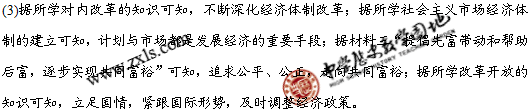 (3)据所学对内改革的知识可知，不断深化经济体制改革；据所学社会主义市场经济体
制的建立可知，计划与市场都是发展经济的重要手段；据材料 提倡先富带动和帮助
后富，逐步实现共同富裕”可知，追求公平、公正， 共同富裕；据所学改革开放的
知识可知，立足国情，紧跟国际形势，及时调整经济政策。
www.zxls.com